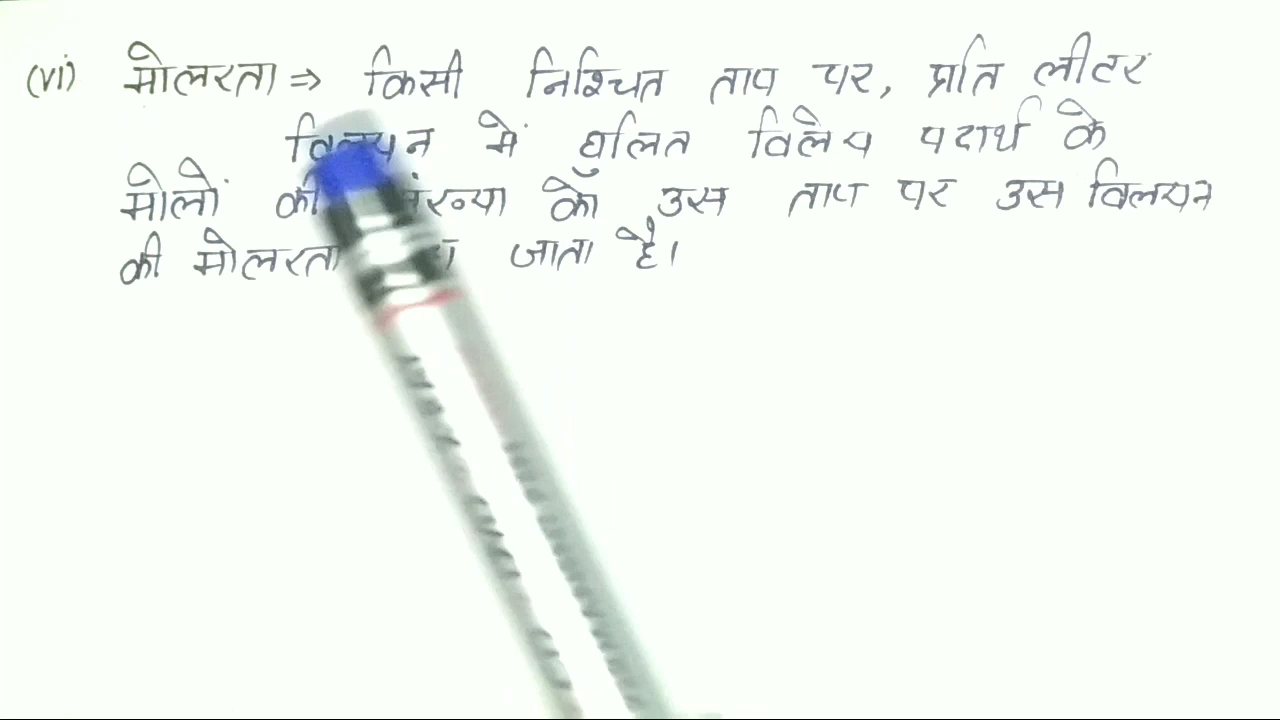 (vi) मोलरता ⇒ किसी निश्चित ताप पर, प्रति लीटर
विलयन में घुलित विलेय पदार्थ के
मोलों की संख्या को उस ताप पर उस विलयन
की मोलरता जाता है।